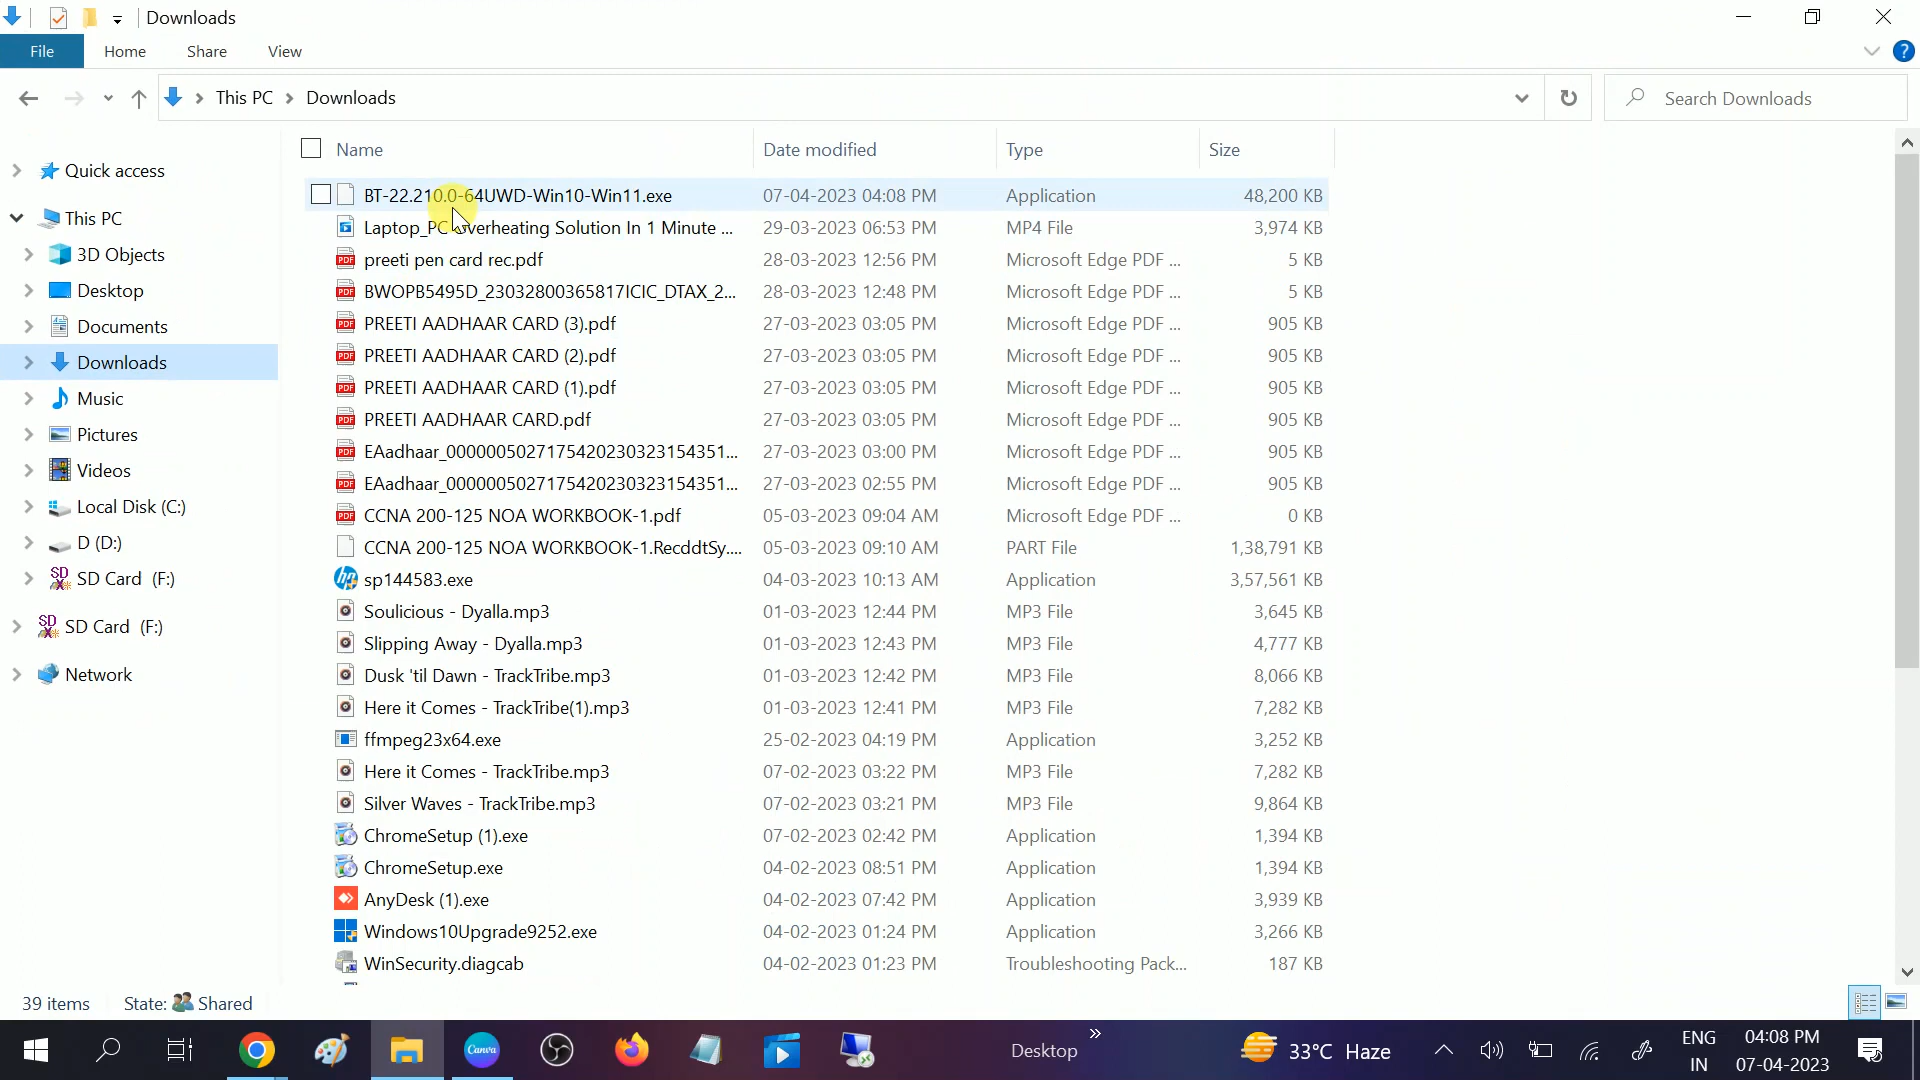 Downloads
File Home Share View
This PC Downloads
Search Downloads
Name Date modified Type Size
Quick access
This PC
3D Objects
Desktop
Documents
Downloads
Music
Pictures
Videos
Local Disk (C:)
D (D:)
SD Card (F:)
SD Card (F:)
Network
BT-22.210.0-64UWD-Win10-Win11.exe 07-04-2023 04:08 PM Application 48,200 KB
Laptop_PC Overheating Solution In 1 Minute ... 29-03-2023 06:53 PM MP4 File 3,974 KB
preeti pen card rec.pdf 28-03-2023 12:56 PM Microsoft Edge PDF ... 5 KB
BWOPB5495D_23032800365817ICIC_DTAX_2... 28-03-2023 12:48 PM Microsoft Edge PDF ... 5 KB
PREETI AADHAAR CARD (3).pdf 27-03-2023 03:05 PM Microsoft Edge PDF ... 905 KB
PREETI AADHAAR CARD (2).pdf 27-03-2023 03:05 PM Microsoft Edge PDF ... 905 KB
PREETI AADHAAR CARD (1).pdf 27-03-2023 03:05 PM Microsoft Edge PDF ... 905 KB
PREETI AADHAAR CARD.pdf 27-03-2023 03:05 PM Microsoft Edge PDF ... 905 KB
EAadhaar_0000005027175420230323154351... 27-03-2023 03:00 PM Microsoft Edge PDF ... 905 KB
EAadhaar_0000005027175420230323154351... 27-03-2023 02:55 PM Microsoft Edge PDF ... 905 KB
CCNA 200-125 NOA WORKBOOK-1.pdf 05-03-2023 09:04 AM Microsoft Edge PDF ... 0 KB
CCNA 200-125 NOA WORKBOOK-1.RecddtSy.... 05-03-2023 09:10 AM PART File 1,38,791 KB
sp144583.exe 04-03-2023 10:13 AM Application 3,57,561 KB
Soulicious - Dyalla.mp3 01-03-2023 12:44 PM MP3 File 3,645 KB
Slipping Away - Dyalla.mp3 01-03-2023 12:43 PM MP3 File 4,777 KB
Dusk 'til Dawn - TrackTribe.mp3 01-03-2023 12:42 PM MP3 File 8,066 KB
Here it Comes - TrackTribe(1).mp3 01-03-2023 12:41 PM MP3 File 7,282 KB
ffmpeg23x64.exe 25-02-2023 04:19 PM Application 3,252 KB
Here it Comes - TrackTribe.mp3 07-02-2023 03:22 PM MP3 File 7,282 KB
Silver Waves - TrackTribe.mp3 07-02-2023 03:21 PM MP3 File 9,864 KB
ChromeSetup (1).exe 07-02-2023 02:42 PM Application 1,394 KB
ChromeSetup.exe 04-02-2023 08:51 PM Application 1,394 KB
AnyDesk (1).exe 04-02-2023 07:42 PM Application 3,939 KB
Windows10Upgrade9252.exe 04-02-2023 01:24 PM Application 3,266 KB
WinSecurity.diagcab 04-02-2023 01:23 PM Troubleshooting Pack... 187 KB
39 items State: Shared
Canva
Desktop
33°C Haze
ENG
IN
04:08 PM
07-04-2023